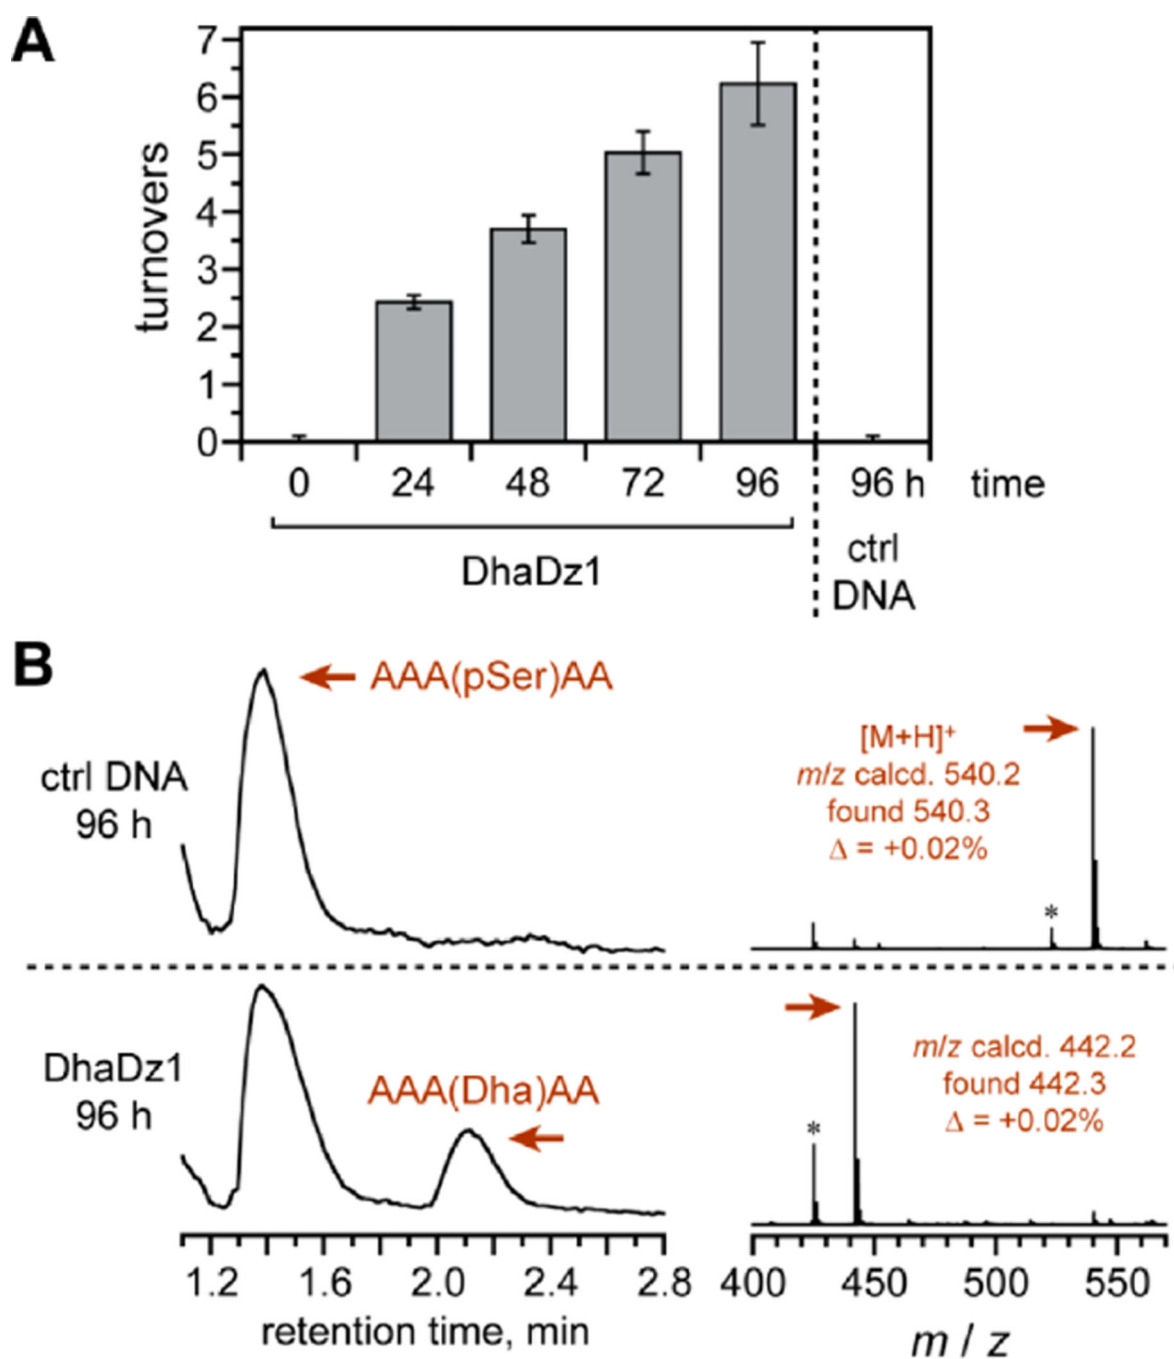 A
7
6
5
4
3
2
1
0
turnovers
0 24 48 72 96 96 h time
DhaDz1
ctrl
DNA
B
AAA(pSer)AA
ctrl DNA
96 h
[M+H]⁺
m/z calcd. 540.2
found 540.3
Δ = +0.02%
*
DhaDz1
96 h
AAA(Dha)AA
m/z calcd. 442.2
found 442.3
Δ = +0.02%
*
1.2 1.6 2.0 2.4 2.8
retention time, min
400 450 500 550
m / z